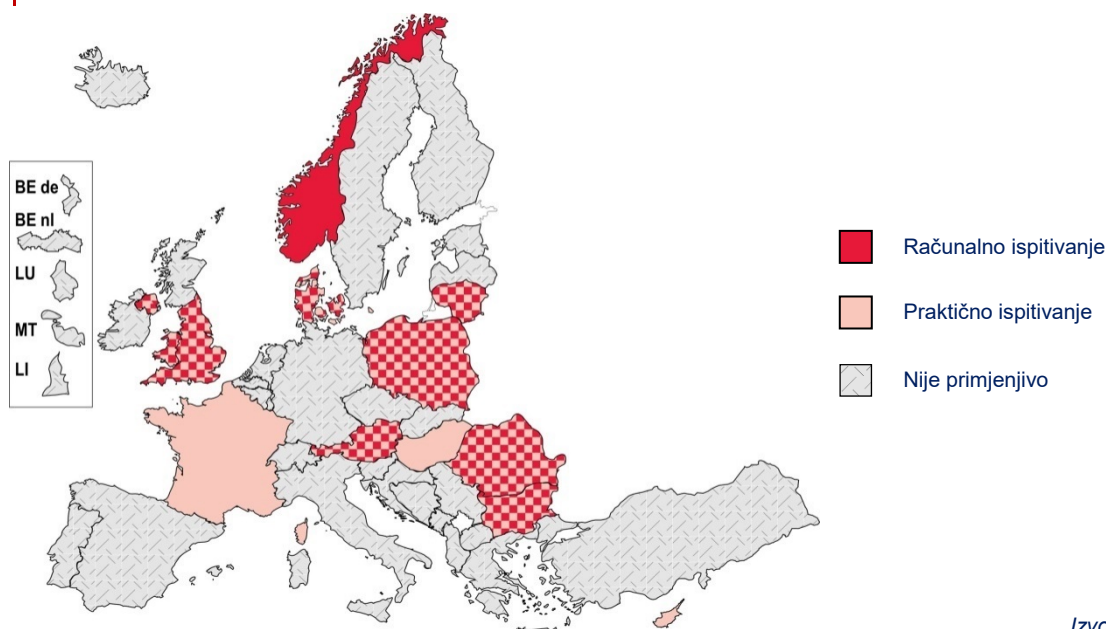 BE de
BE nl
LU
MT
LI
Računalno ispitivanje
Praktično ispitivanje
Nije primjenjivo